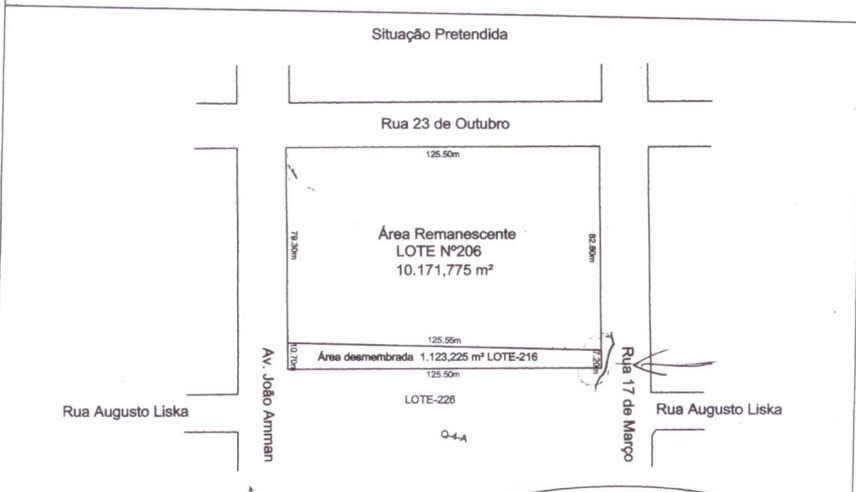 Situação Pretendida
Rua 23 de Outubro
125.50m
79.30m
82.80m
Área Remanescente
LOTE Nº206
10.171,775 m²
125.55m
10.70m
Área desmembrada 1.123,225 m² LOTE-216
7.20m
125.50m
Av. João Amman
Rua 17 de Março
LOTE-226
Rua Augusto Liska
Rua Augusto Liska
Q-4-A